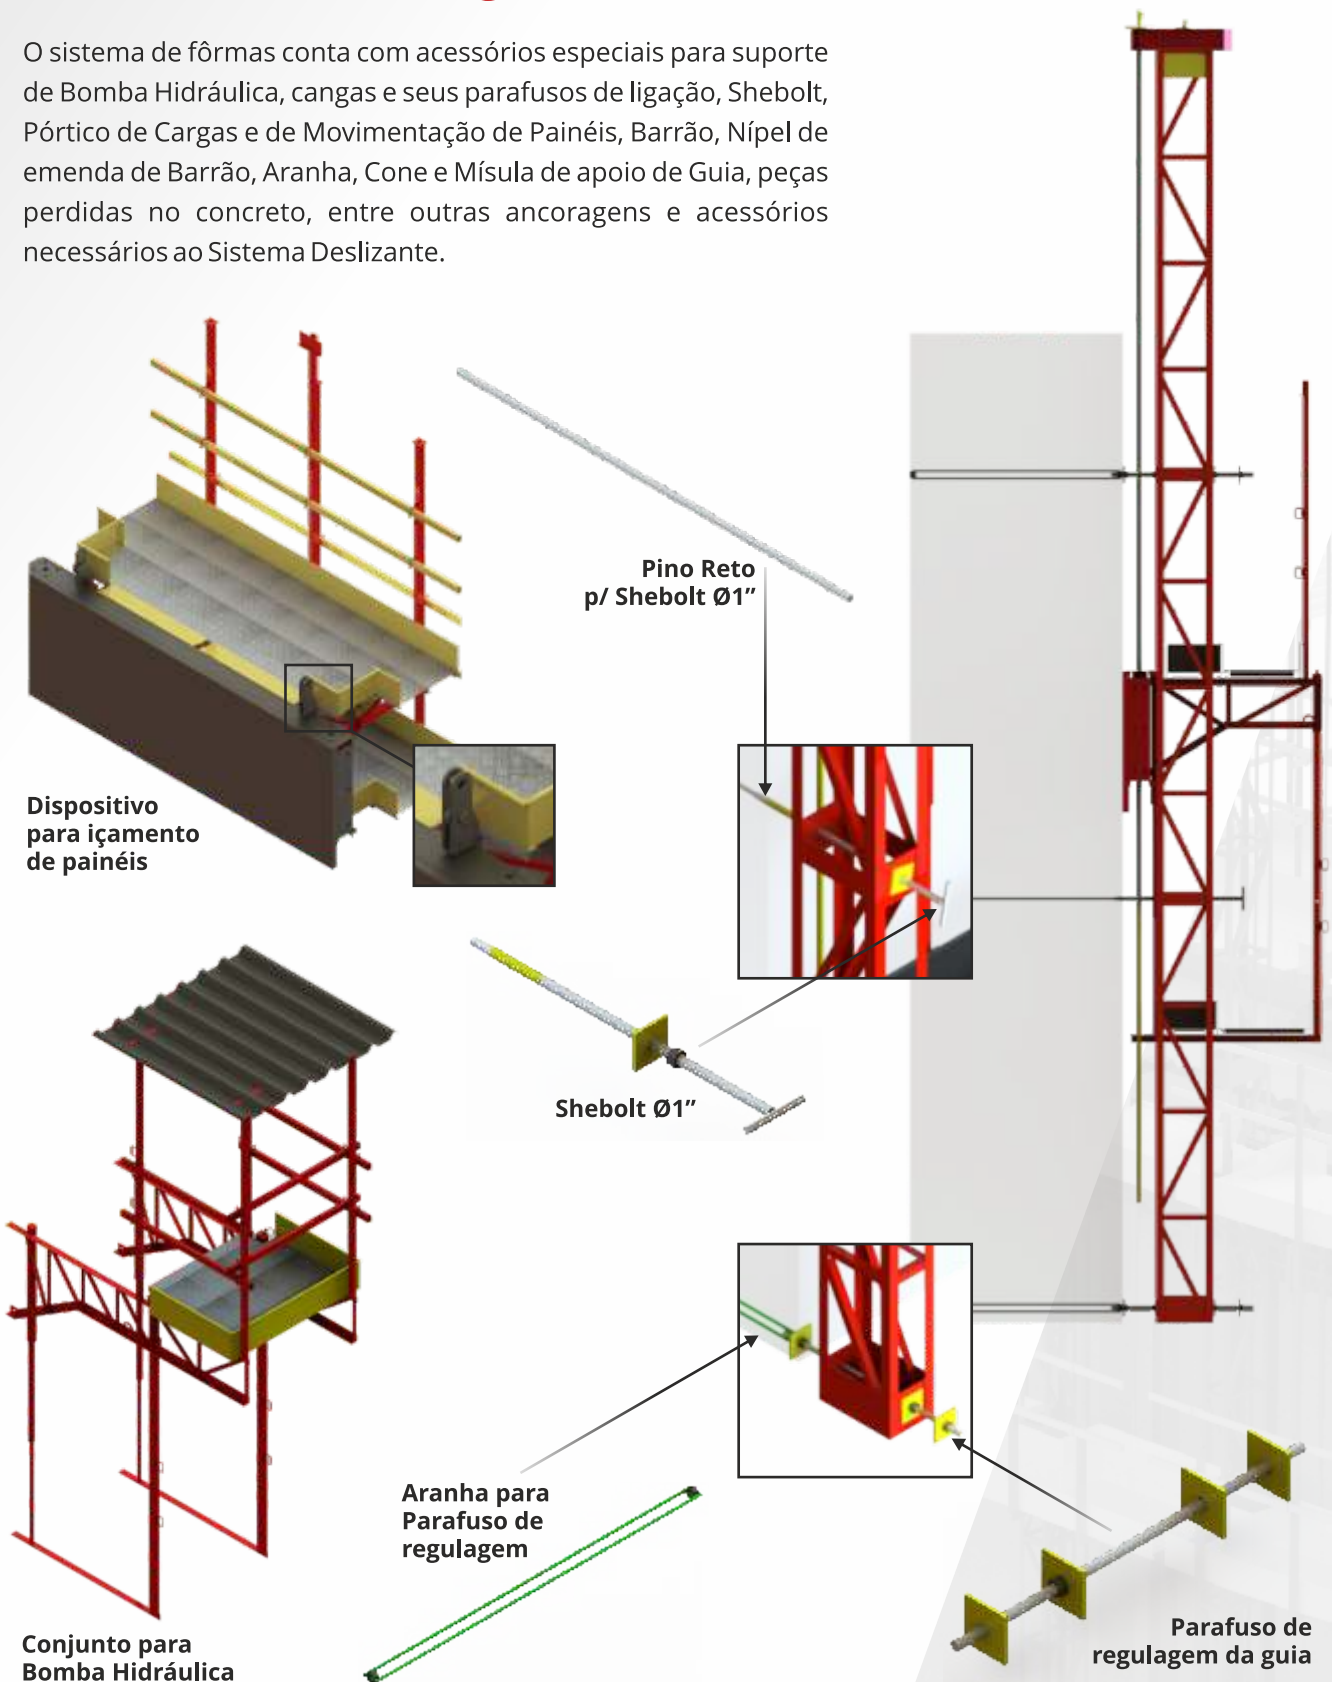 O sistema de fôrmas conta com acessórios especiais para suporte
de Bomba Hidráulica, cangas e seus parafusos de ligação, Shebolt,
Pórtico de Cargas e de Movimentação de Painéis, Barrão, Nípel de
emenda de Barrão, Aranha, Cone e Mísula de apoio de Guia, peças
perdidas no concreto, entre outras ancoragens e acessórios
necessários ao Sistema Deslizante.
Pino Reto
p/ Shebolt Ø1”
Dispositivo
para içamento
de painéis
Shebolt Ø1”
Aranha para
Parafuso de
regulagem
Conjunto para
Bomba Hidráulica
Parafuso de
regulagem da guia